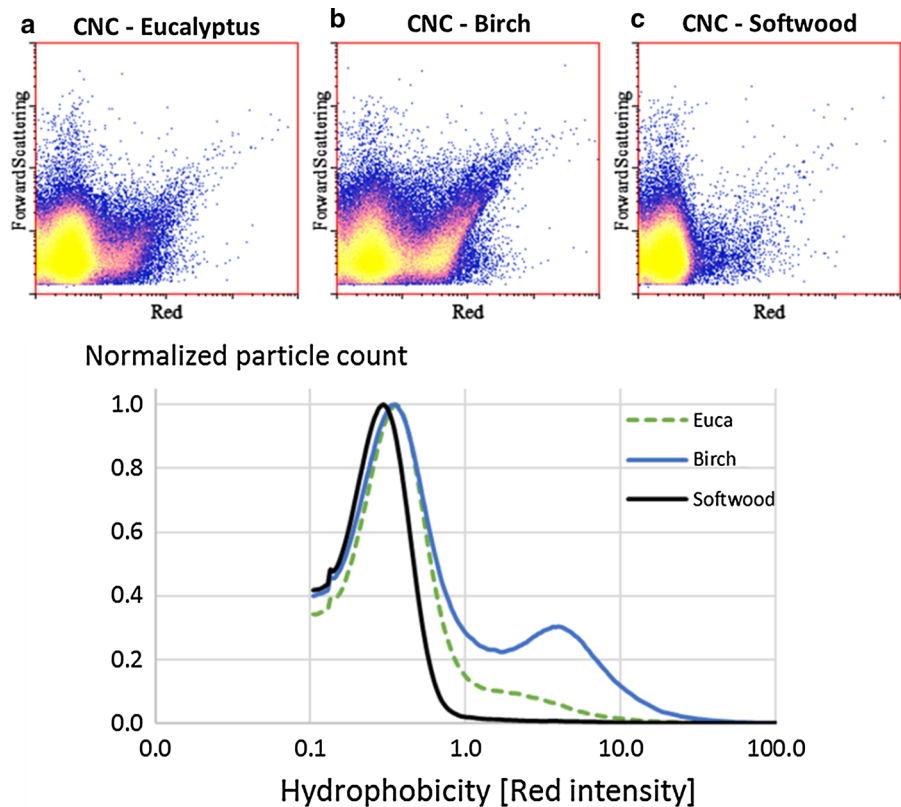 a CNC - Eucalyptus
b CNC - Birch
c CNC - Softwood
Forward Scattering
Forward Scattering
Forward Scattering
Red
Red
Red
Normalized particle count
1.0
0.8
0.6
0.4
0.2
0.0
Euca
Birch
Softwood
0.0 0.1 1.0 10.0 100.0
Hydrophobicity [Red intensity]